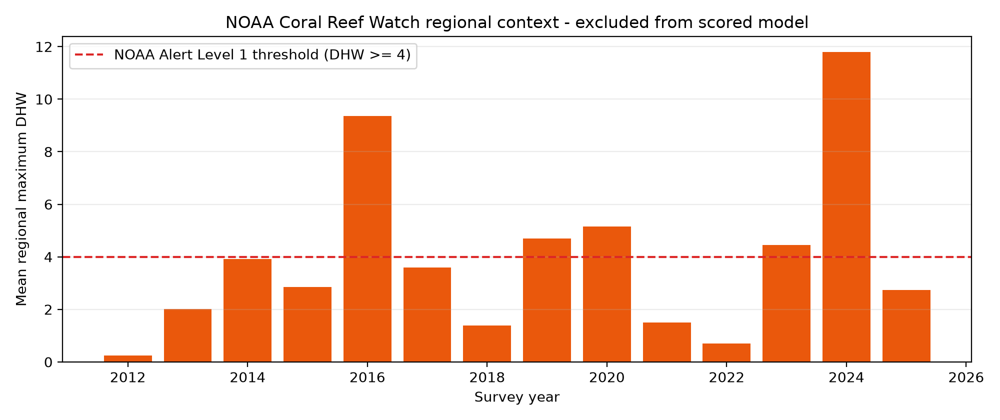 NOAA Coral Reef Watch regional context - excluded from scored model
NOAA Alert Level 1 threshold (DHW >= 4)
Mean regional maximum DHW
12
10
8
6
4
2
0
2012 2014 2016 2018 2020 2022 2024 2026
Survey year